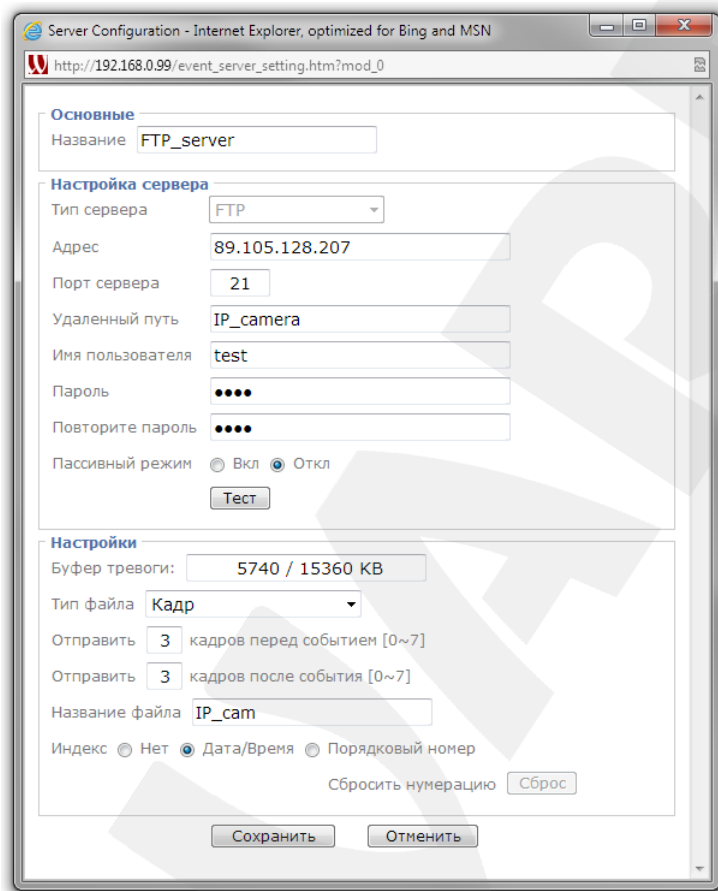 Server Configuration - Internet Explorer, optimized for Bing and MSN
http://192.168.0.99/event_server_setting.htm?mod_0
Основные
Название FTP_server
Настройка сервера
Тип сервера FTP
Адрес 89.105.128.207
Порт сервера 21
Удаленный путь IP_camera
Имя пользователя test
Пароль ••••
Повторите пароль ••••
Пассивный режим Вкл Откл
Тест
Настройки
Буфер тревоги: 5740 / 15360 KB
Тип файла Кадр
Отправить 3 кадров перед событием [0~7]
Отправить 3 кадров после события [0~7]
Название файла IP_cam
Индекс Нет Дата/Время Порядковый номер
Сбросить нумерацию Сброс
Сохранить Отменить